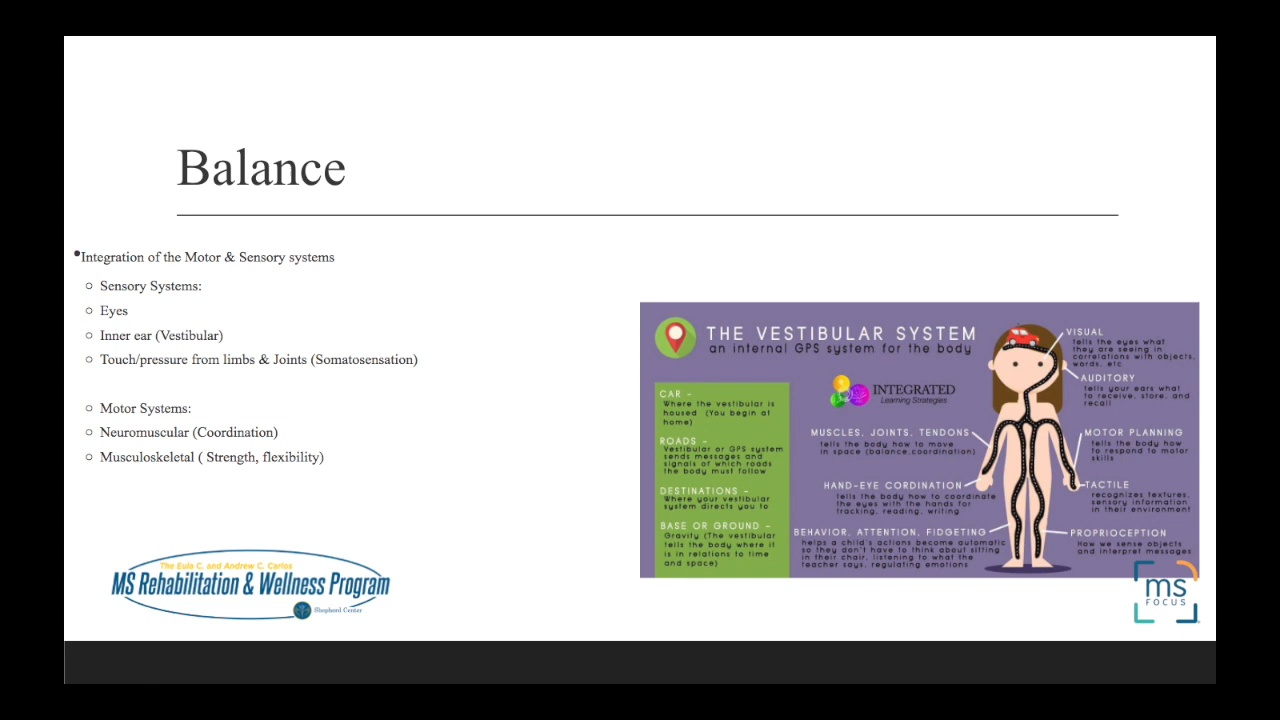 Balance
•Integration of the Motor & Sensory systems
○ Sensory Systems:
○ Eyes
○ Inner ear (Vestibular)
○ Touch/pressure from limbs & Joints (Somatosensation)
○ Motor Systems:
○ Neuromuscular (Coordination)
○ Musculoskeletal ( Strength, flexibility)
The Eula C. and Andrew C. Carlos
MS Rehabilitation & Wellness Program
Shepherd Center
THE VESTIBULAR SYSTEM
an internal GPS system for the body
CAR –
Where the vestibular is
housed (You begin at
home)
ROADS –
Vestibular or GPS system
sends messages and
signals of which roads
the body must follow
DESTINATIONS –
Where your vestibular
system directs you to
BASE OR GROUND –
Gravity (The vestibular
tells the body where it
is in relations to time
and space)
INTEGRATED
Learning Strategies
MUSCLES, JOINTS, TENDONS
tells the body how to move
in space (balance,coordination)
HAND-EYE CORDINATION
tells the body how to coordinate
the eyes with the hands for
tracking, reading, writing
BEHAVIOR, ATTENTION, FIDGETING
helps a child's actions become automatic
so they don't have to think about sitting
in their chair, listening to what the
teacher says, regulating emotions
VISUAL
tells the eyes what
they are seeing in
correlations with objects,
words, etc
AUDITORY
tells your ears what
to receive, store, and
recall
MOTOR PLANNING
tells the body how
to respond to motor
skills
TACTILE
recognizes textures,
sensory information
in their environment
PROPRIOCEPTION
How we sense objects
and interpret messages
ms
FOCUS